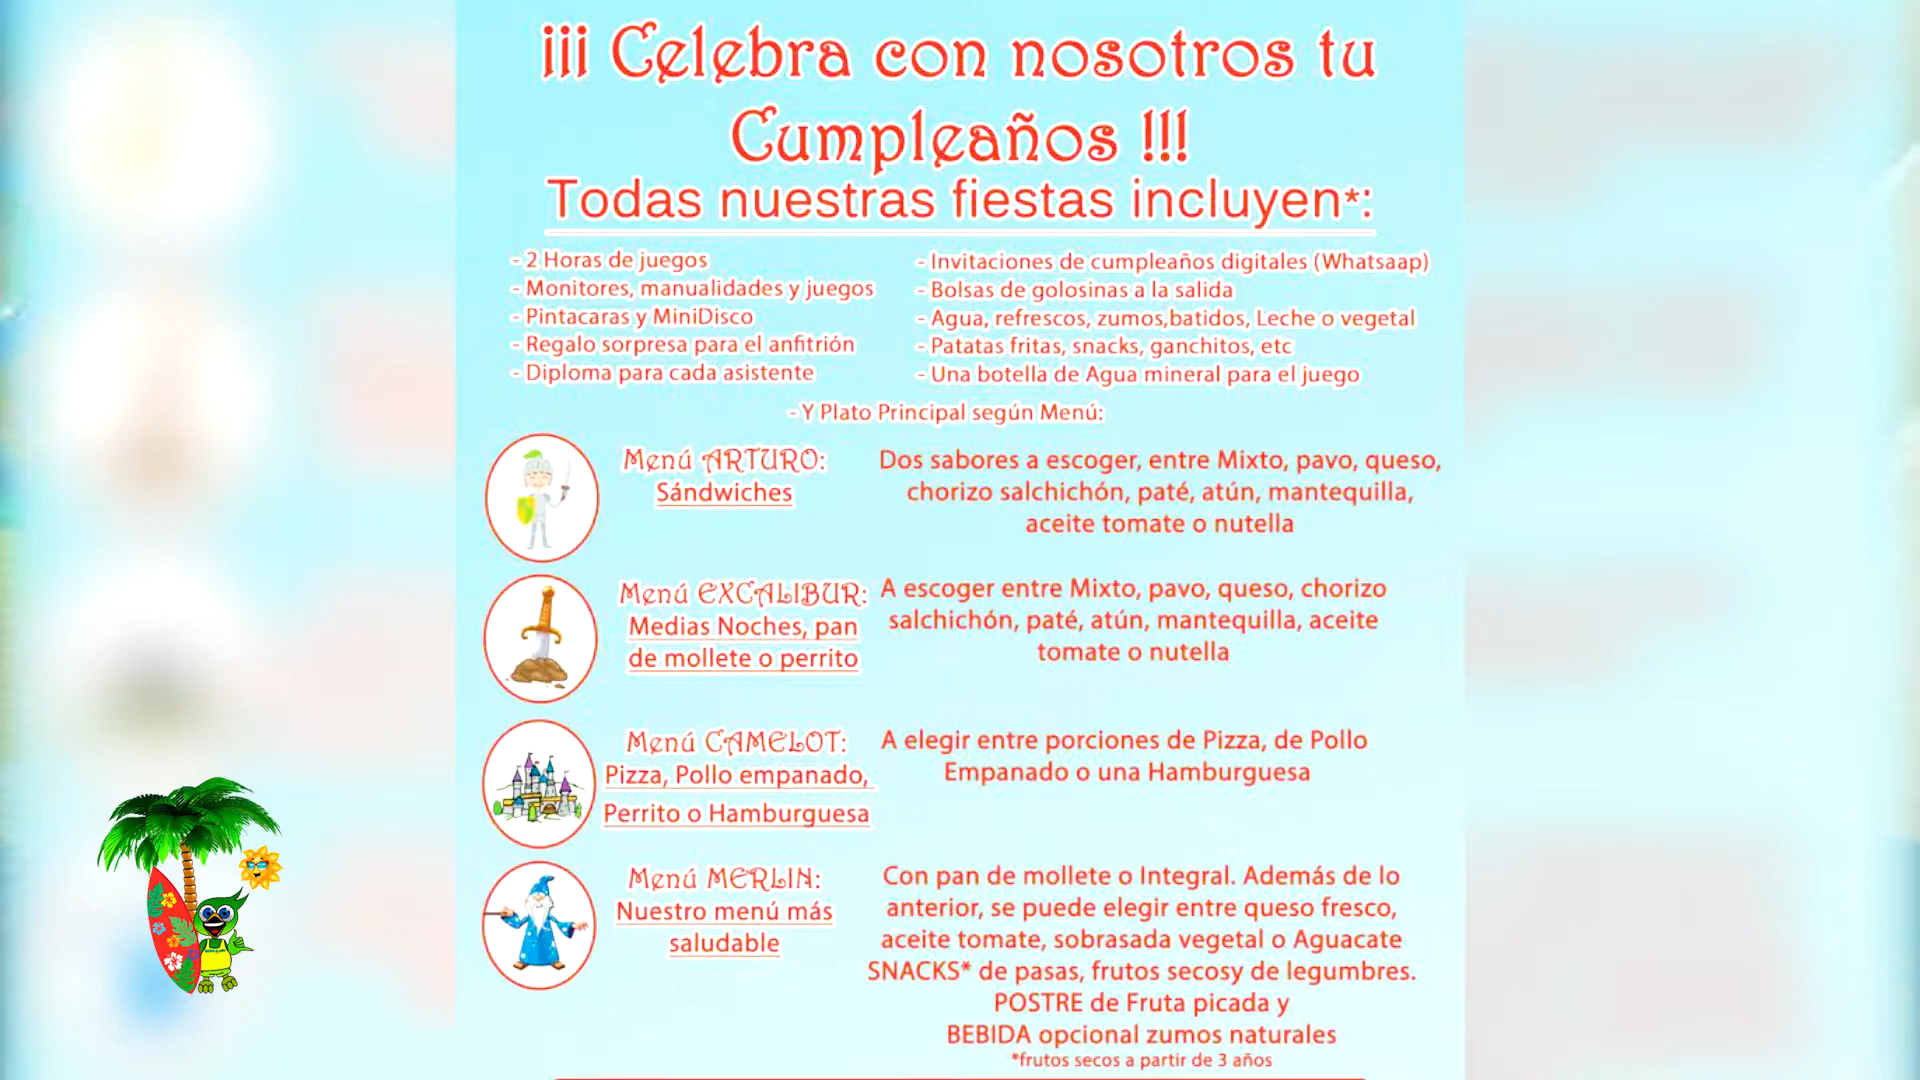 ¡¡¡ Celebra con nosotros tu
Cumpleaños !!!
Todas nuestras fiestas incluyen*:
- 2 Horas de juegos
- Monitores, manualidades y juegos
- Pintacaras y MiniDisco
- Regalo sorpresa para el anfitrión
- Diploma para cada asistente
- Invitaciones de cumpleaños digitales (Whatsaap)
- Bolsas de golosinas a la salida
- Agua, refrescos, zumos,batidos, Leche o vegetal
- Patatas fritas, snacks, ganchitos, etc
- Una botella de Agua mineral para el juego
- Y Plato Principal según Menú:
Menú ARTURO:
Sándwiches
Dos sabores a escoger, entre Mixto, pavo, queso,
chorizo salchichón, paté, atún, mantequilla,
aceite tomate o nutella
Menú EXCALIBUR:
Medias Noches, pan
de mollete o perrito
A escoger entre Mixto, pavo, queso, chorizo
salchichón, paté, atún, mantequilla, aceite
tomate o nutella
Menú CAMELOT:
Pizza, Pollo empanado,
Perrito o Hamburguesa
A elegir entre porciones de Pizza, de Pollo
Empanado o una Hamburguesa
Menú MERLIN:
Nuestro menú más
saludable
Con pan de mollete o Integral. Además de lo
anterior, se puede elegir entre queso fresco,
aceite tomate, sobrasada vegetal o Aguacate
SNACKS* de pasas, frutos secosy de legumbres.
POSTRE de Fruta picada y
BEBIDA opcional zumos naturales
*frutos secos a partir de 3 años